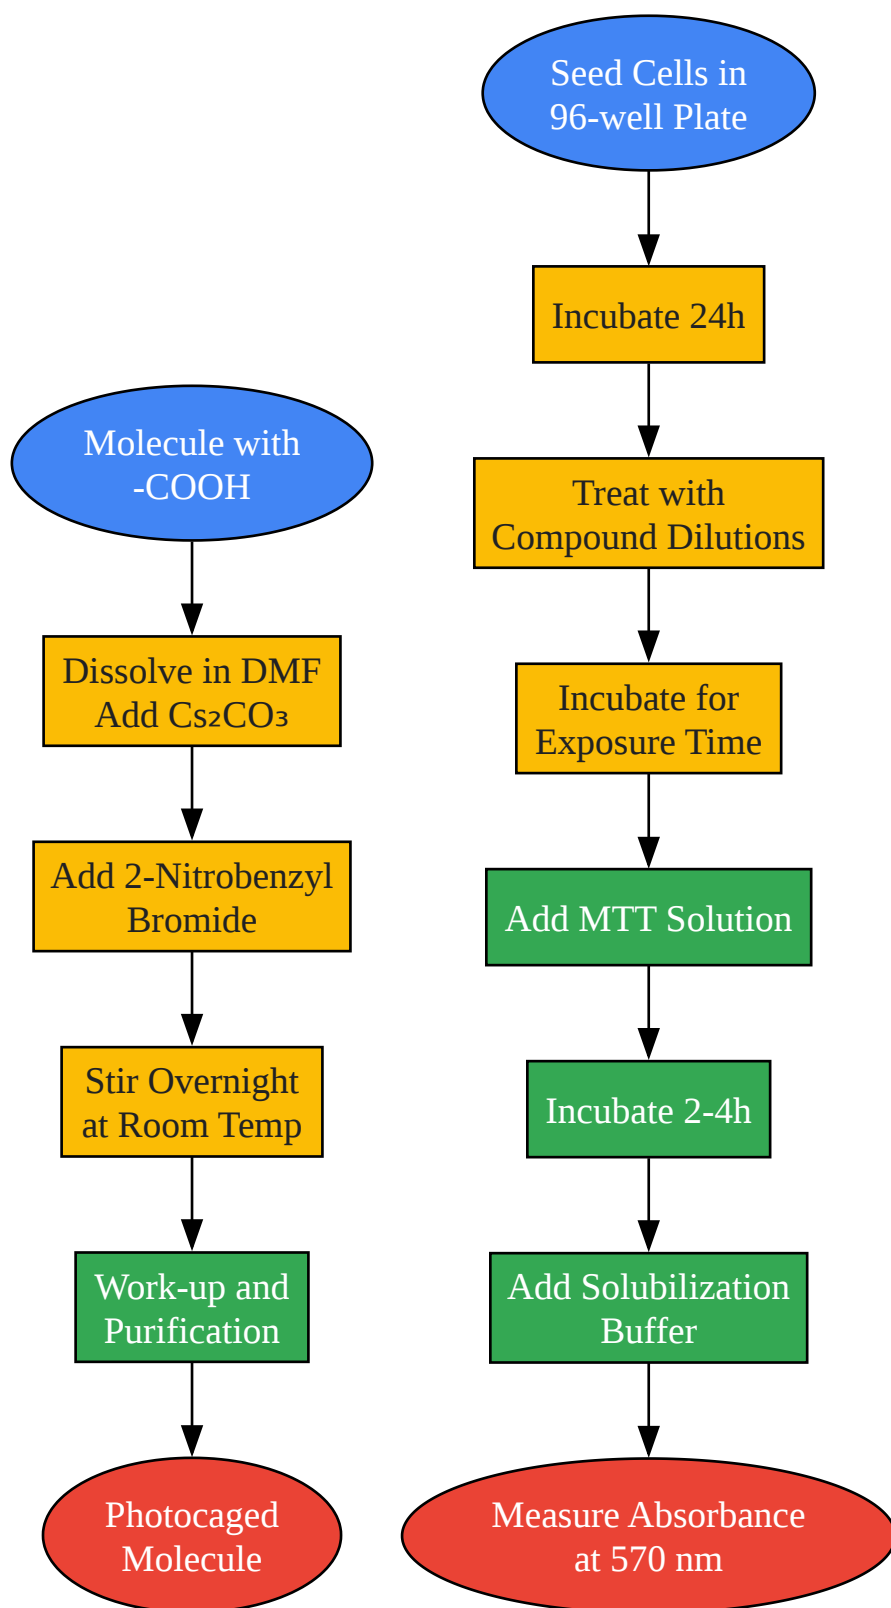 Molecule with
-COOH
Dissolve in DMF
Add Cs₂CO₃
Add 2-Nitrobenzyl
Bromide
Stir Overnight
at Room Temp
Work-up and
Purification
Photocaged
Molecule
Seed Cells in
96-well Plate
Incubate 24h
Treat with
Compound Dilutions
Incubate for
Exposure Time
Add MTT Solution
Incubate 2-4h
Add Solubilization
Buffer
Measure Absorbance
at 570 nm